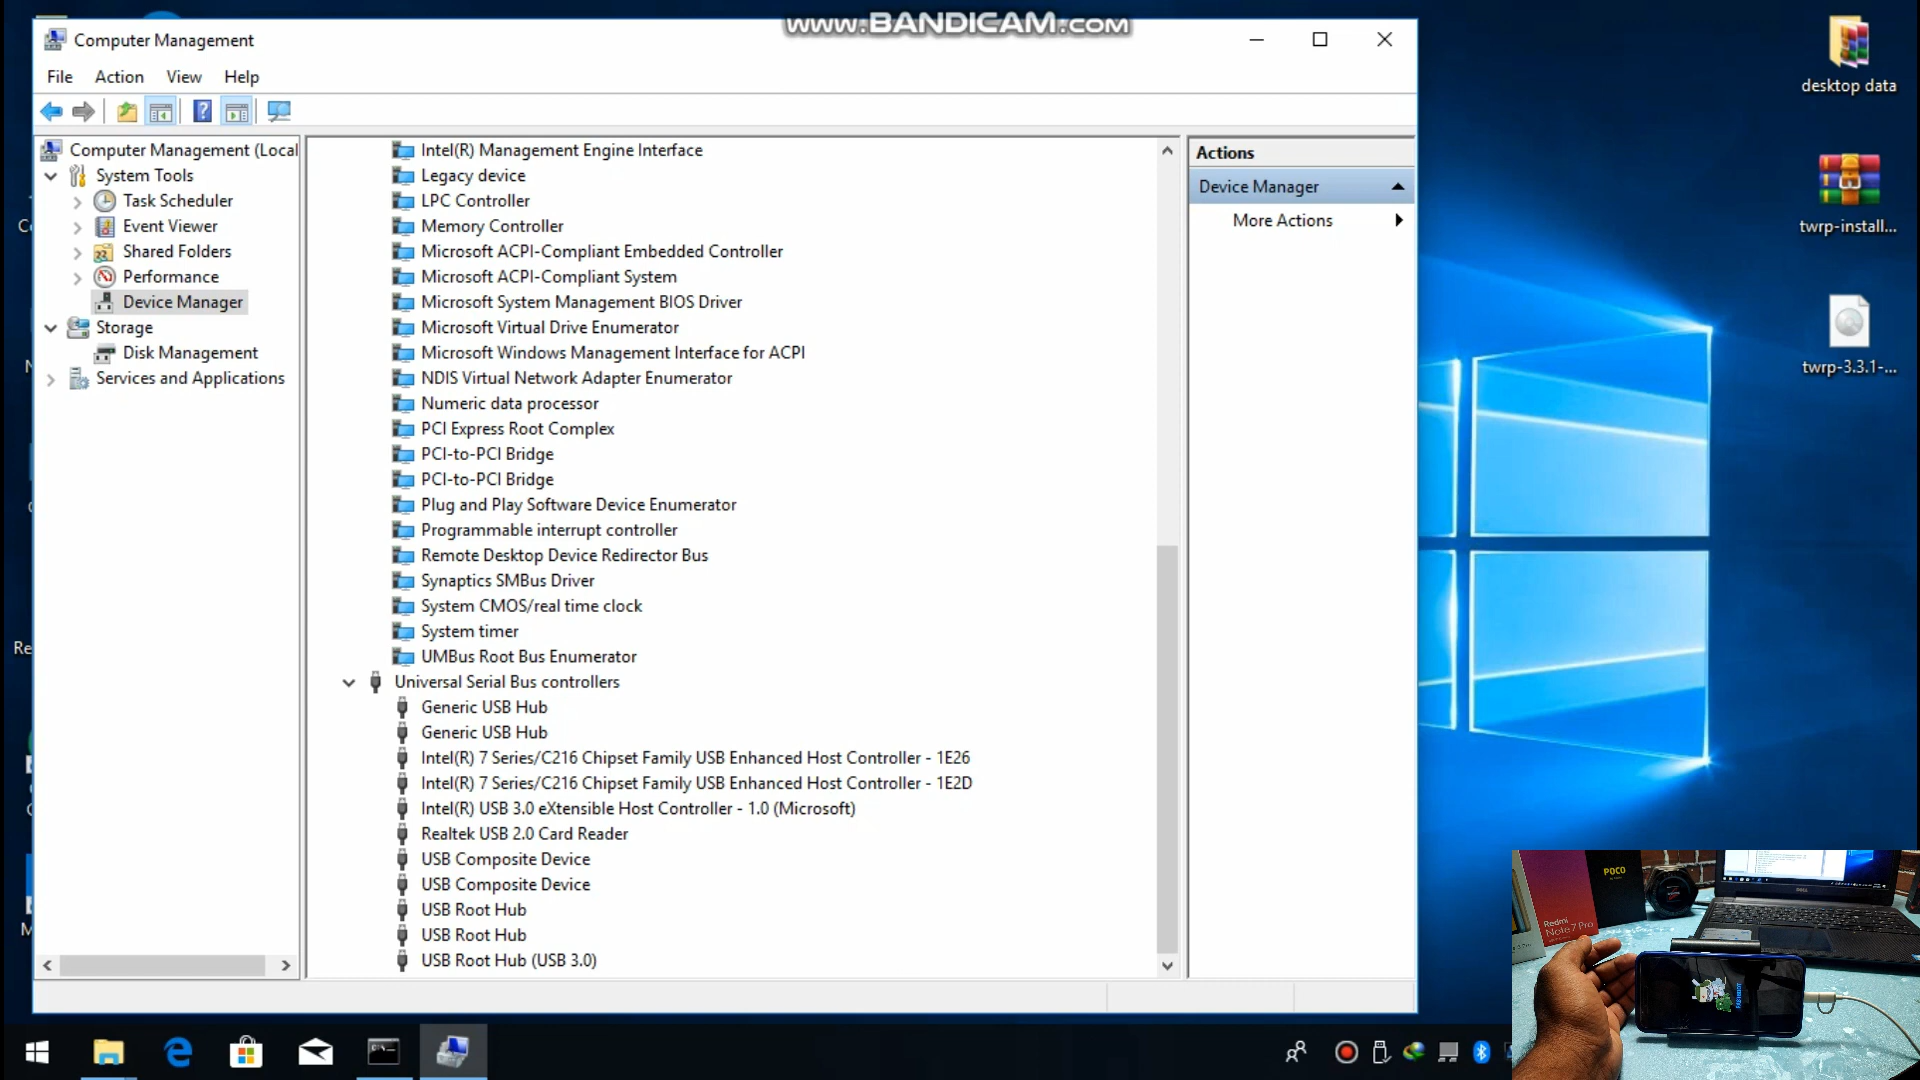 www.BANDICAM.com
Computer Management
File Action View Help
Computer Management (Local
System Tools
Task Scheduler
Event Viewer
Shared Folders
Performance
Device Manager
Storage
Disk Management
Services and Applications
Intel(R) Management Engine Interface
Legacy device
LPC Controller
Memory Controller
Microsoft ACPI-Compliant Embedded Controller
Microsoft ACPI-Compliant System
Microsoft System Management BIOS Driver
Microsoft Virtual Drive Enumerator
Microsoft Windows Management Interface for ACPI
NDIS Virtual Network Adapter Enumerator
Numeric data processor
PCI Express Root Complex
PCI-to-PCI Bridge
PCI-to-PCI Bridge
Plug and Play Software Device Enumerator
Programmable interrupt controller
Remote Desktop Device Redirector Bus
Synaptics SMBus Driver
System CMOS/real time clock
System timer
UMBus Root Bus Enumerator
Universal Serial Bus controllers
Generic USB Hub
Generic USB Hub
Intel(R) 7 Series/C216 Chipset Family USB Enhanced Host Controller - 1E26
Intel(R) 7 Series/C216 Chipset Family USB Enhanced Host Controller - 1E2D
Intel(R) USB 3.0 eXtensible Host Controller - 1.0 (Microsoft)
Realtek USB 2.0 Card Reader
USB Composite Device
USB Composite Device
USB Root Hub
USB Root Hub
USB Root Hub (USB 3.0)
Actions
Device Manager
More Actions
desktop data
twrp-install...
twrp-3.3.1-...
Re
POCO
Redmi
Note 7 Pro
DELL
FASTBOOT